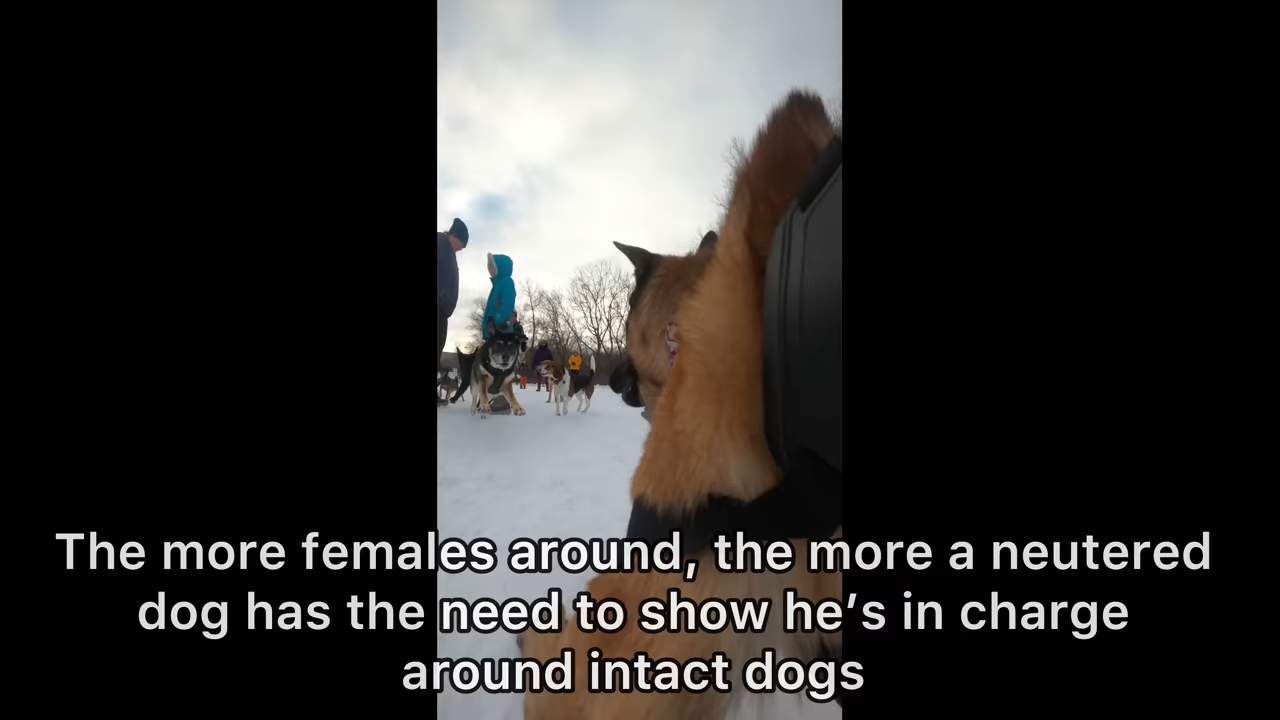 The more females around, the more a neutered
dog has the need to show he’s in charge
around intact dogs